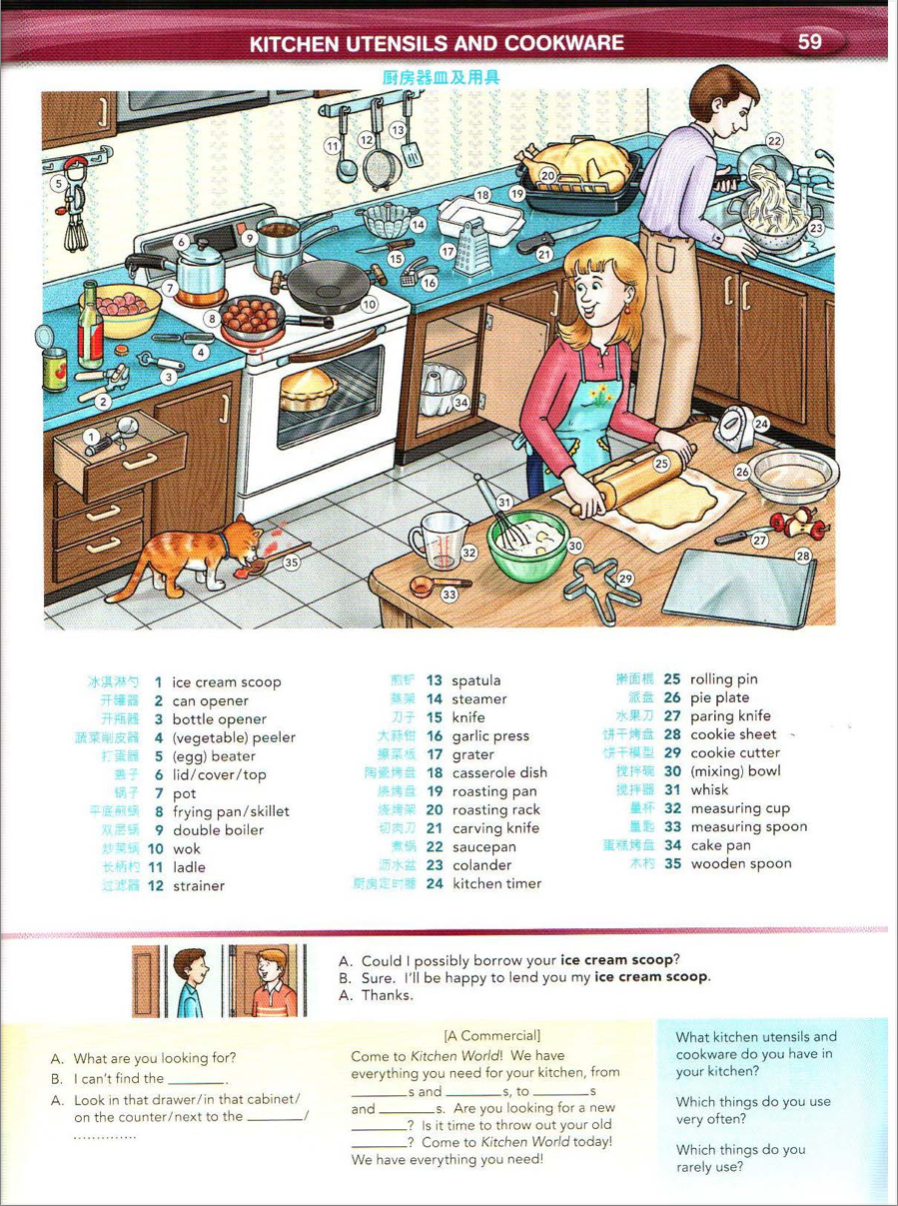 KITCHEN UTENSILS AND COOKWARE 59
厨房器皿及用具
冰淇淋勺 1 ice cream scoop
开罐器 2 can opener
开瓶器 3 bottle opener
蔬菜削皮器 4 (vegetable) peeler
打蛋器 5 (egg) beater
盖子 6 lid/cover/top
锅子 7 pot
平底煎锅 8 frying pan/skillet
双层锅 9 double boiler
炒菜锅 10 wok
长柄杓 11 ladle
过滤器 12 strainer
煎铲 13 spatula
蒸架 14 steamer
刀子 15 knife
大蒜钳 16 garlic press
擦菜板 17 grater
陶瓷烤盘 18 casserole dish
烧烤盘 19 roasting pan
烧烤架 20 roasting rack
切肉刀 21 carving knife
煮锅 22 saucepan
沥水盆 23 colander
厨房定时器 24 kitchen timer
擀面棍 25 rolling pin
派盘 26 pie plate
水果刀 27 paring knife
饼干烤盘 28 cookie sheet
饼干模型 29 cookie cutter
搅拌碗 30 (mixing) bowl
搅拌器 31 whisk
量杯 32 measuring cup
量匙 33 measuring spoon
蛋糕烤盘 34 cake pan
木杓 35 wooden spoon
A. Could I possibly borrow your ice cream scoop?
B. Sure. I'll be happy to lend you my ice cream scoop.
A. Thanks.
A. What are you looking for?
B. I can't find the ________.
A. Look in that drawer/in that cabinet/
on the counter/next to the ________/
..............
[A Commercial]
Come to Kitchen World! We have
everything you need for your kitchen, from
________s and ________s, to ________s
and ________s. Are you looking for a new
________? Is it time to throw out your old
________? Come to Kitchen World today!
We have everything you need!
What kitchen utensils and
cookware do you have in
your kitchen?
Which things do you use
very often?
Which things do you
rarely use?